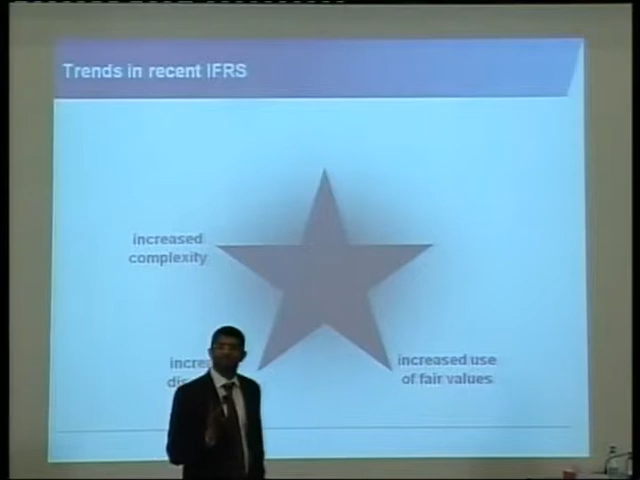 Trends in recent IFRS
increased
complexity
increased use
of fair values